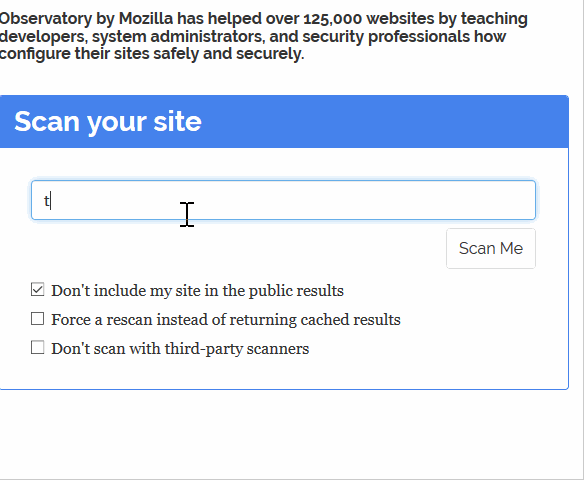 Observatory by Mozilla has helped over 125,000 websites by teaching
developers, system administrators, and security professionals how
configure their sites safely and securely.
Scan your site
t
Scan Me
Don't include my site in the public results
Force a rescan instead of returning cached results
Don't scan with third-party scanners